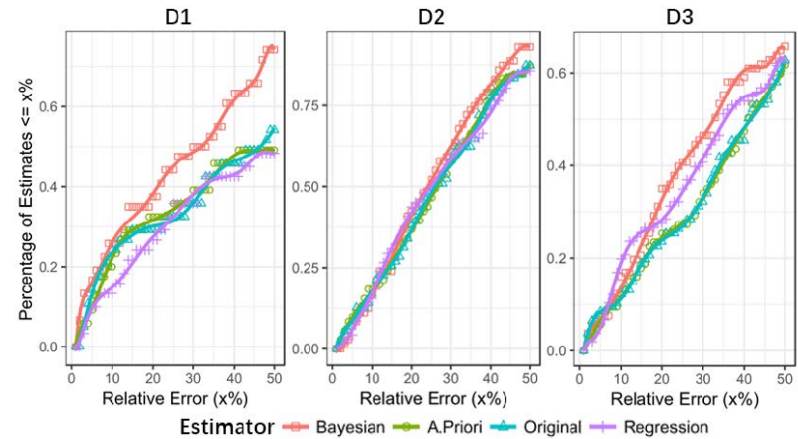 D1 D2 D3
Percentage of Estimates <= x%
0.6
0.4
0.2
0.0
0.75
0.50
0.25
0.00
0.6
0.4
0.2
0.0
0 10 20 30 40 50
0 10 20 30 40 50
0 10 20 30 40 50
Relative Error (x%) Relative Error (x%) Relative Error (x%)
Estimator Bayesian A.Priori Original Regression